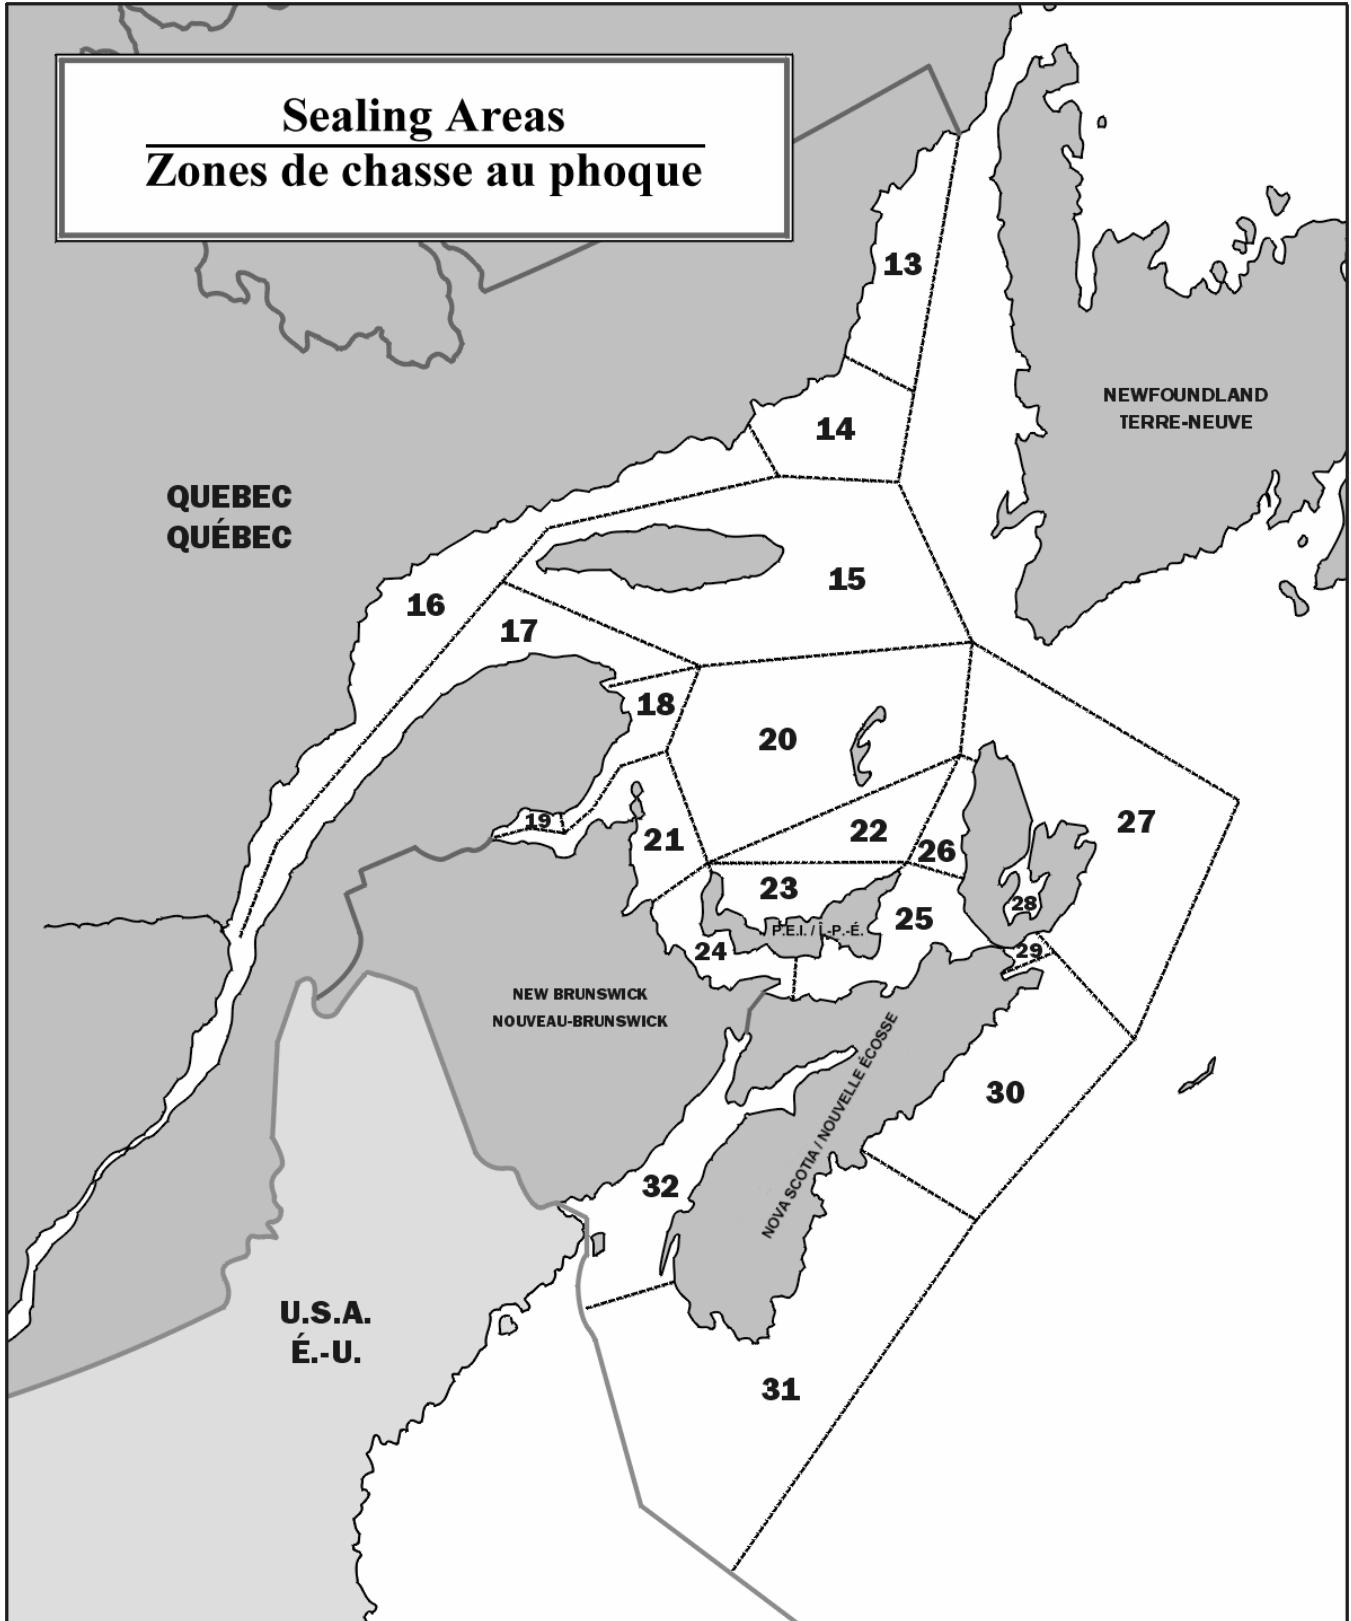 Sealing Areas
Zones de chasse au phoque
13
NEWFOUNDLAND
TERRE-NEUVE
14
QUEBEC
QUÉBEC
15
16
17
18
20
19
21
22
26
27
23
28
25
P.E.I. / Î.-P.-É.
24
29
NEW BRUNSWICK
NOUVEAU-BRUNSWICK
30
NOVA SCOTIA / NOUVELLE ÉCOSSE
32
U.S.A.
É.-U.
31